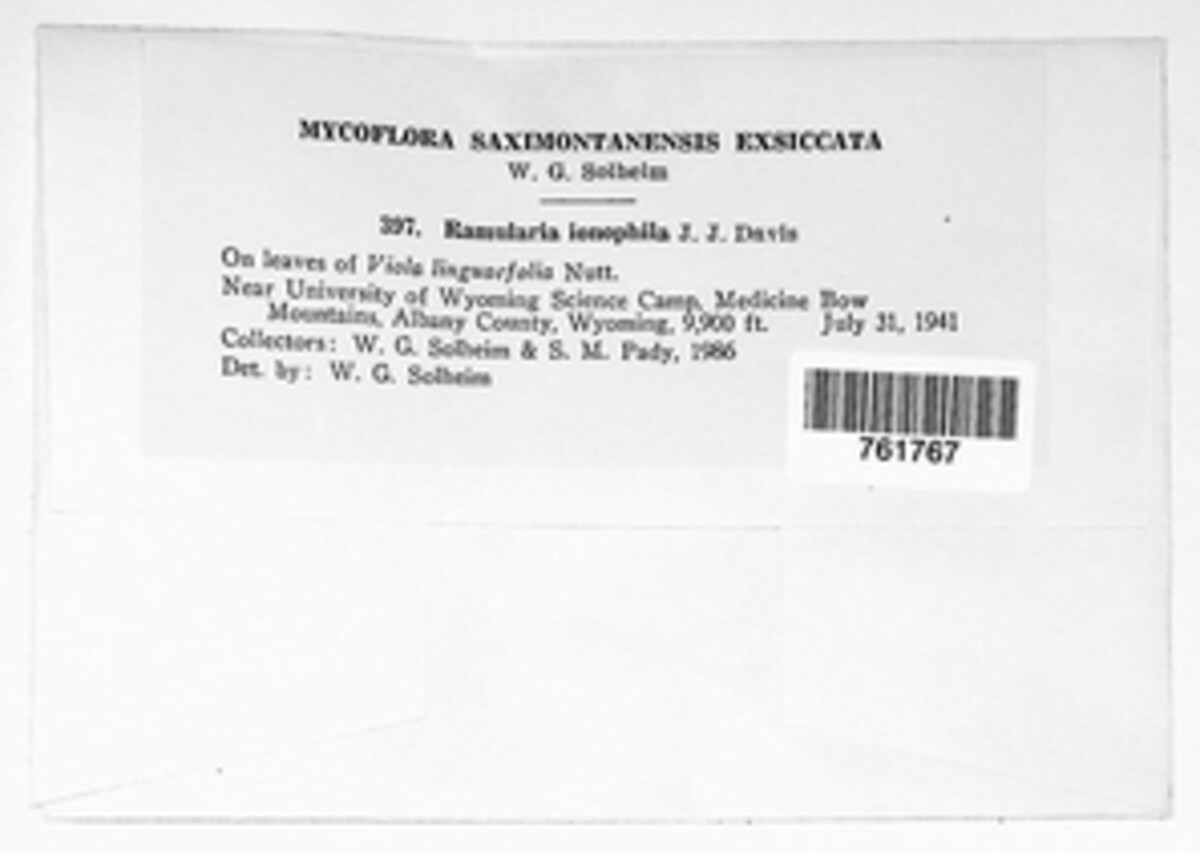 MYCOFLORA SAXIMONTANENSIS EXSICCATA
W. G. Solheim
397. Ramularia ionophila J. J. Davis
On leaves of Viola linguaefolia Nutt.
Near University of Wyoming Science Camp, Medicine Bow
Mountains, Albany County, Wyoming, 9,900 ft. July 31, 1941
Collectors: W. G. Solheim & S. M. Pady, 1986
Det. by: W. G. Solheim
761767